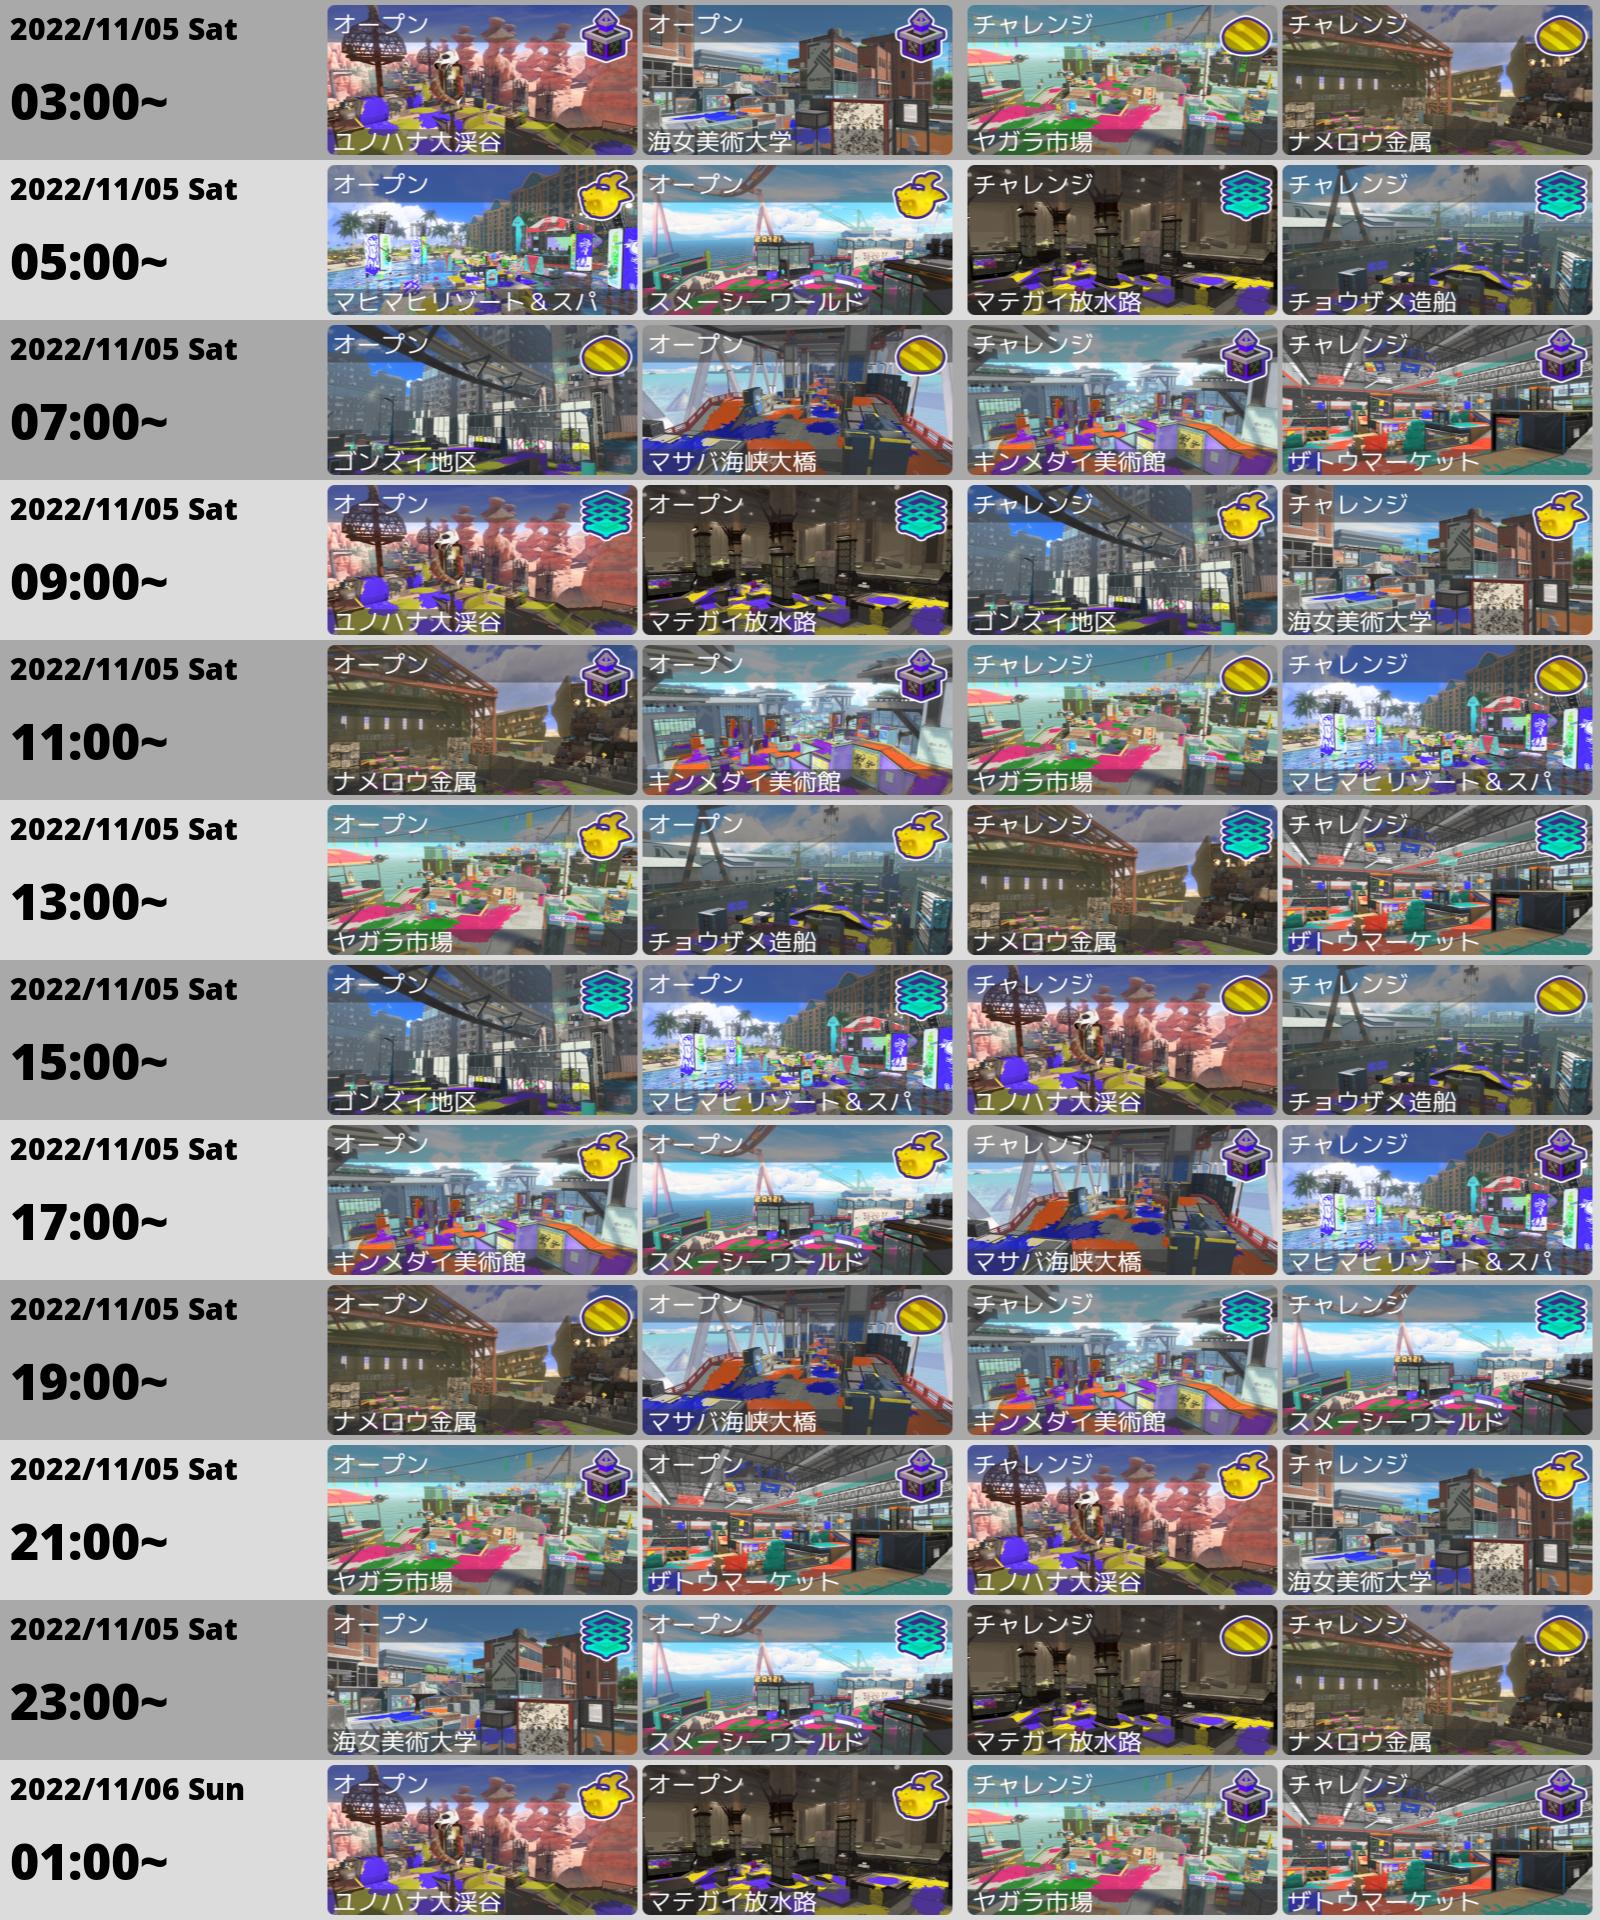 2022/11/05 Sat
03:00~
オープン
ユノハナ大渓谷
オープン
海女美術大学
チャレンジ
ヤガラ市場
チャレンジ
ナメロウ金属
2022/11/05 Sat
05:00~
オープン
マヒマヒリゾート＆スパ
オープン
スメーシーワールド
チャレンジ
マテガイ放水路
チャレンジ
チョウザメ造船
2022/11/05 Sat
07:00~
オープン
ゴンズイ地区
オープン
マサバ海峡大橋
チャレンジ
キンメダイ美術館
チャレンジ
ザトウマーケット
2022/11/05 Sat
09:00~
オープン
ユノハナ大渓谷
オープン
マテガイ放水路
チャレンジ
ゴンズイ地区
チャレンジ
海女美術大学
2022/11/05 Sat
11:00~
オープン
ナメロウ金属
オープン
キンメダイ美術館
チャレンジ
ヤガラ市場
チャレンジ
マヒマヒリゾート＆スパ
2022/11/05 Sat
13:00~
オープン
ヤガラ市場
オープン
チョウザメ造船
チャレンジ
ナメロウ金属
チャレンジ
ザトウマーケット
2022/11/05 Sat
15:00~
オープン
ゴンズイ地区
オープン
マヒマヒリゾート＆スパ
チャレンジ
ユノハナ大渓谷
チャレンジ
チョウザメ造船
2022/11/05 Sat
17:00~
オープン
キンメダイ美術館
オープン
スメーシーワールド
チャレンジ
マサバ海峡大橋
チャレンジ
マヒマヒリゾート＆スパ
2022/11/05 Sat
19:00~
オープン
ナメロウ金属
オープン
マサバ海峡大橋
チャレンジ
キンメダイ美術館
チャレンジ
スメーシーワールド
2022/11/05 Sat
21:00~
オープン
ヤガラ市場
オープン
ザトウマーケット
チャレンジ
ユノハナ大渓谷
チャレンジ
海女美術大学
2022/11/05 Sat
23:00~
オープン
海女美術大学
オープン
スメーシーワールド
チャレンジ
マテガイ放水路
チャレンジ
ナメロウ金属
2022/11/06 Sun
01:00~
オープン
ユノハナ大渓谷
オープン
マテガイ放水路
チャレンジ
ヤガラ市場
チャレンジ
ザトウマーケット